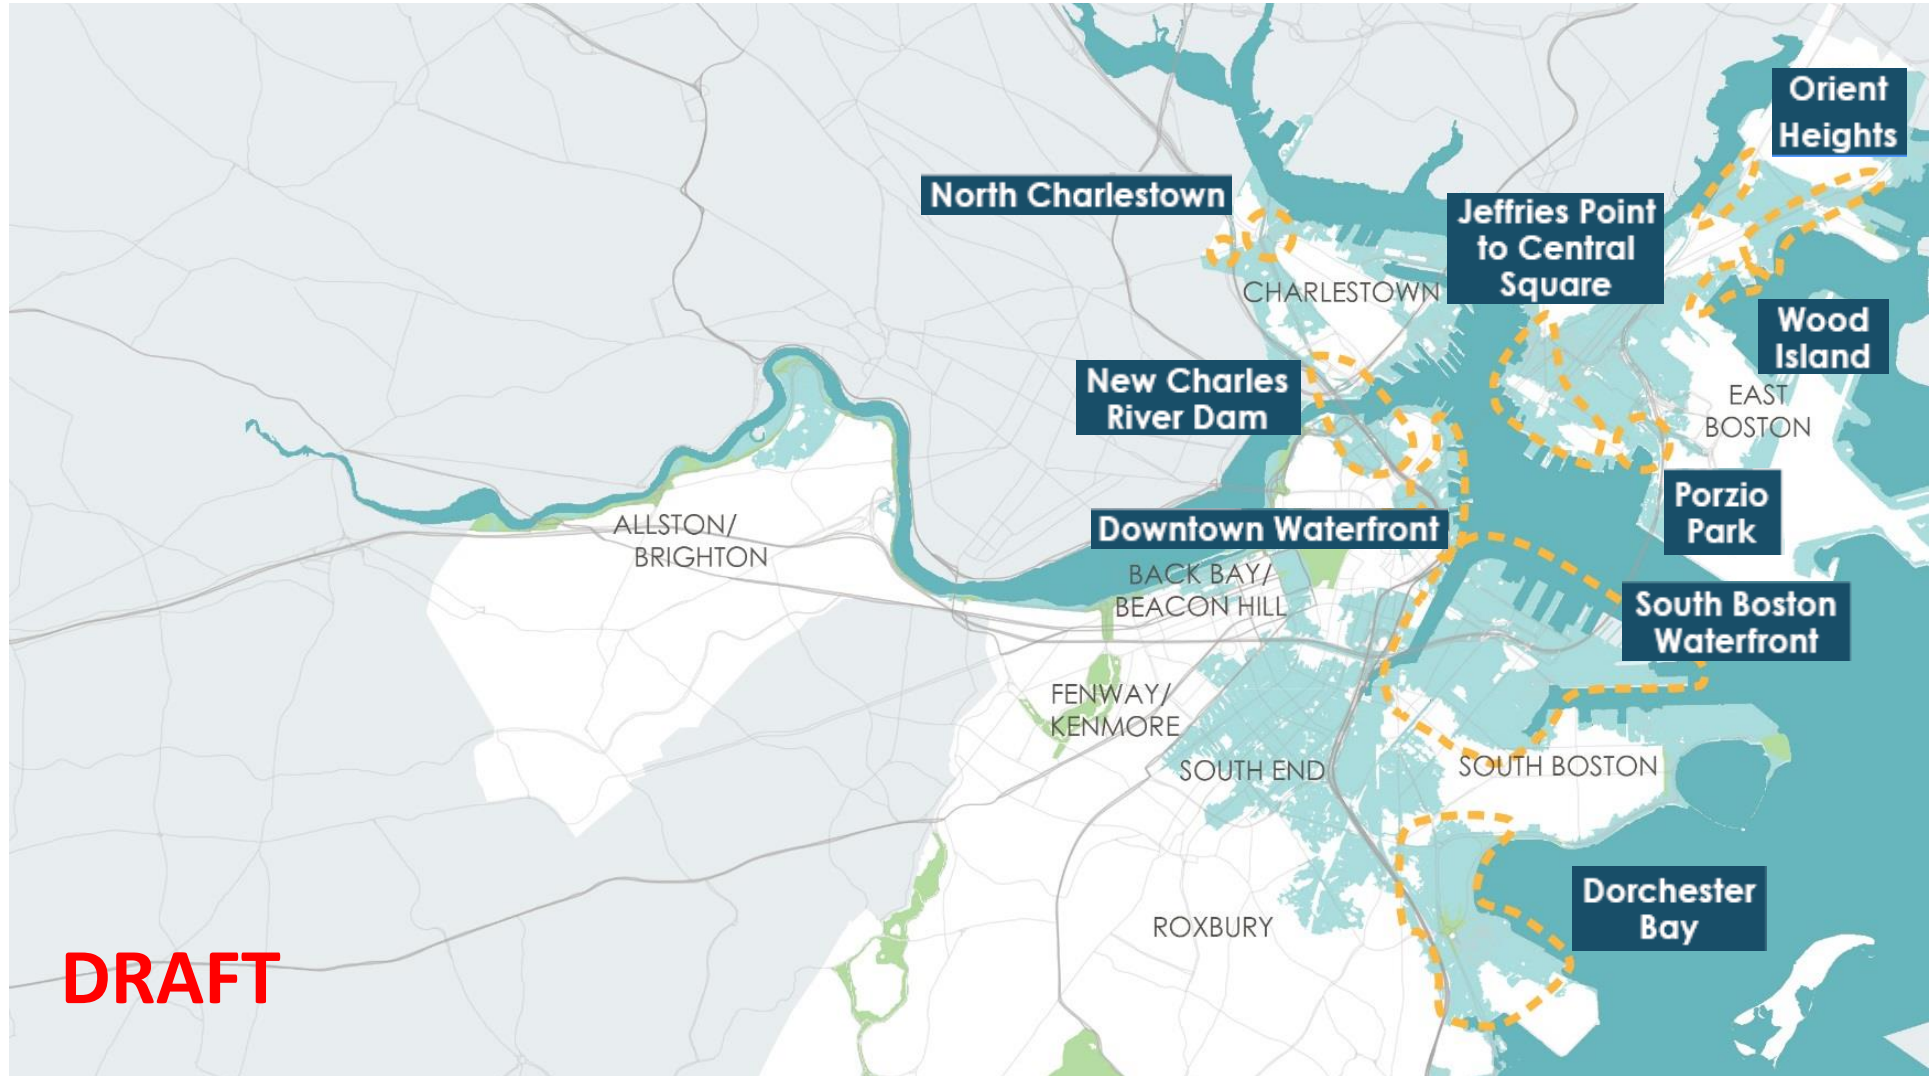 Orient
Heights
North Charlestown
Jeffries Point
to Central
Square
CHARLESTOWN
Wood
Island
New Charles
River Dam
EAST
BOSTON
Porzio
Park
Downtown Waterfront
ALLSTON/
BRIGHTON
BACK BAY/
BEACON HILL
South Boston
Waterfront
FENWAY/
KENMORE
SOUTH END
SOUTH BOSTON
Dorchester
Bay
ROXBURY
DRAFT